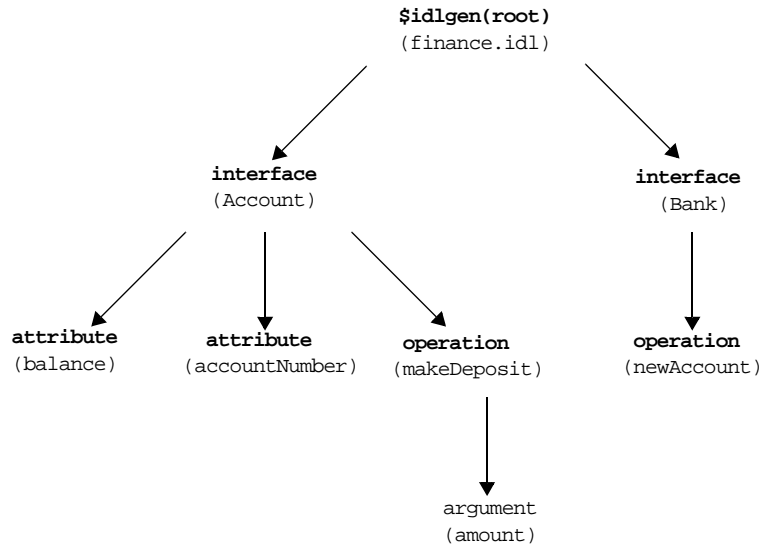 $idlgen(root)
(finance.idl)
interface
(Account)
interface
(Bank)
attribute
(balance)
attribute
(accountNumber)
operation
(makeDeposit)
operation
(newAccount)
argument
(amount)